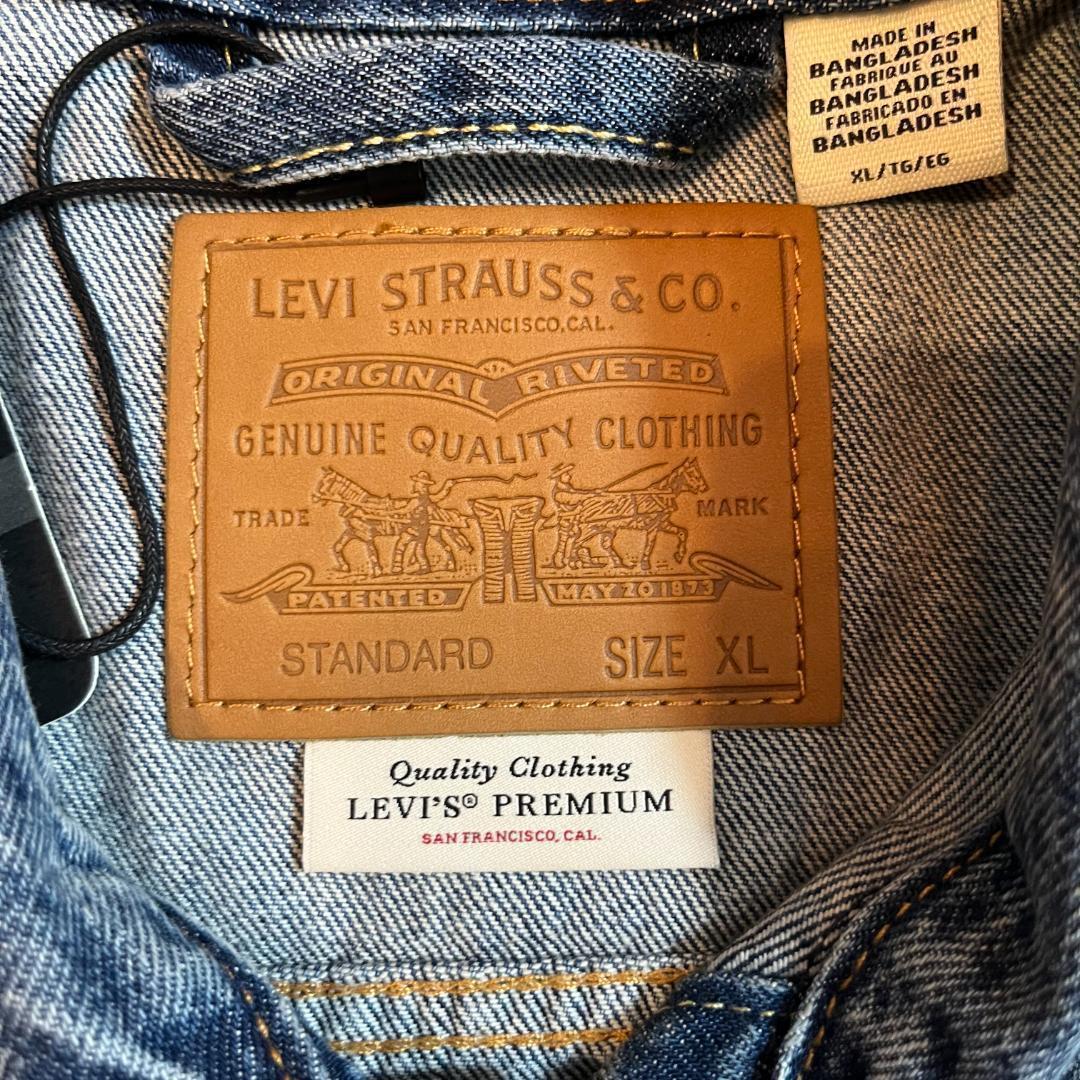 MADE IN
BANGLADESH
FABRIQUE AU
BANGLADESH
FABRICADO EN
BANGLADESH
XL/TG/EG
LEVI STRAUSS & CO.
SAN FRANCISCO, CAL.
ORIGINAL RIVETED
GENUINE QUALITY CLOTHING
TRADE MARK
PATENTED MAY 20 1873
STANDARD SIZE XL
Quality Clothing
LEVI'S® PREMIUM
SAN FRANCISCO, CAL.